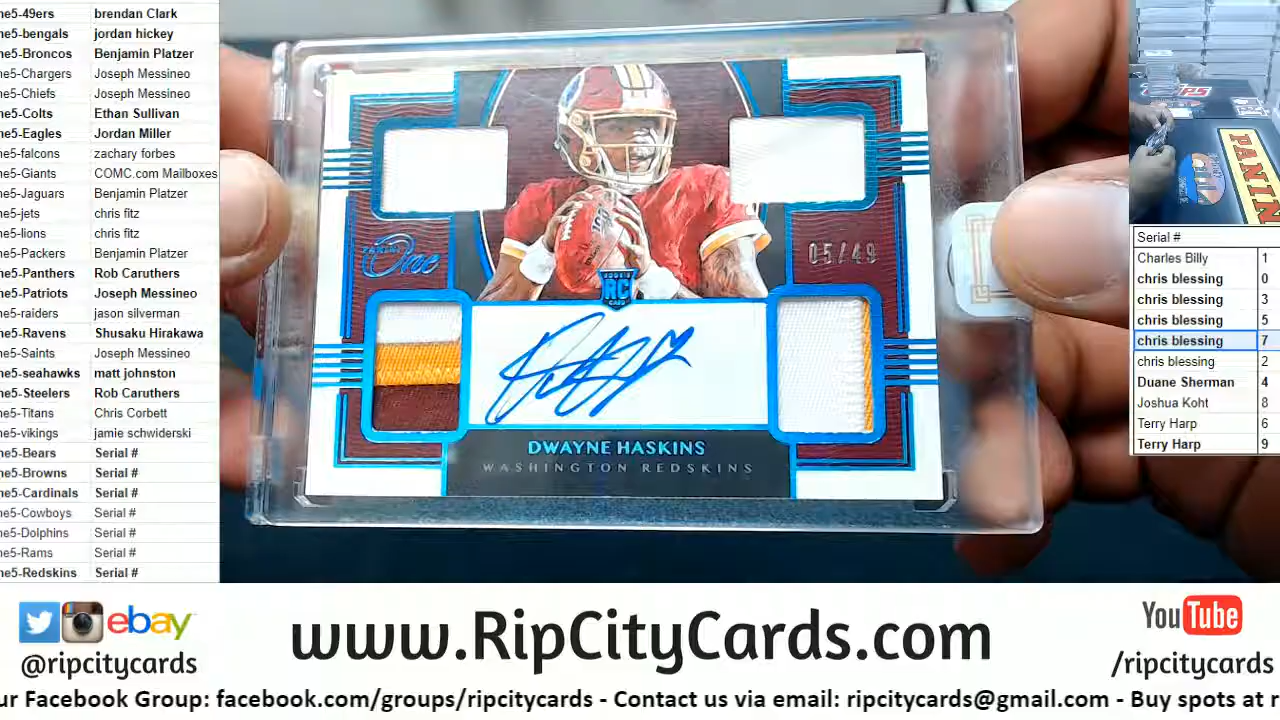 ne5-49ers brendan Clark
ne5-bengals jordan hickey
ne5-Broncos Benjamin Platzer
ne5-Chargers Joseph Messineo
ne5-Chiefs Joseph Messineo
ne5-Colts Ethan Sullivan
ne5-Eagles Jordan Miller
ne5-falcons zachary forbes
ne5-Giants COMC.com Mailboxes
ne5-Jaguars Benjamin Platzer
ne5-jets chris fitz
ne5-lions chris fitz
ne5-Packers Benjamin Platzer
ne5-Panthers Rob Caruthers
ne5-Patriots Joseph Messineo
ne5-raiders jason silverman
ne5-Ravens Shusaku Hirakawa
ne5-Saints Joseph Messineo
ne5-seahawks matt johnston
ne5-Steelers Rob Caruthers
ne5-Titans Chris Corbett
ne5-vikings jamie schwiderski
ne5-Bears Serial #
ne5-Browns Serial #
ne5-Cardinals Serial #
ne5-Cowboys Serial #
ne5-Dolphins Serial #
ne5-Rams Serial #
ne5-Redskins Serial #
PANINI
One
05/49
ROOKIE
RC
CARD
DWAYNE HASKINS
WASHINGTON REDSKINS
PANINI
Serial #
Charles Billy 1
chris blessing 0
chris blessing 3
chris blessing 5
chris blessing 7
chris blessing 2
Duane Sherman 4
Joshua Koht 8
Terry Harp 6
Terry Harp 9
ebay
@ripcitycards
www.RipCityCards.com
YouTube
/ripcitycards
ur Facebook Group: facebook.com/groups/ripcitycards - Contact us via email: ripcitycards@gmail.com - Buy spots at r